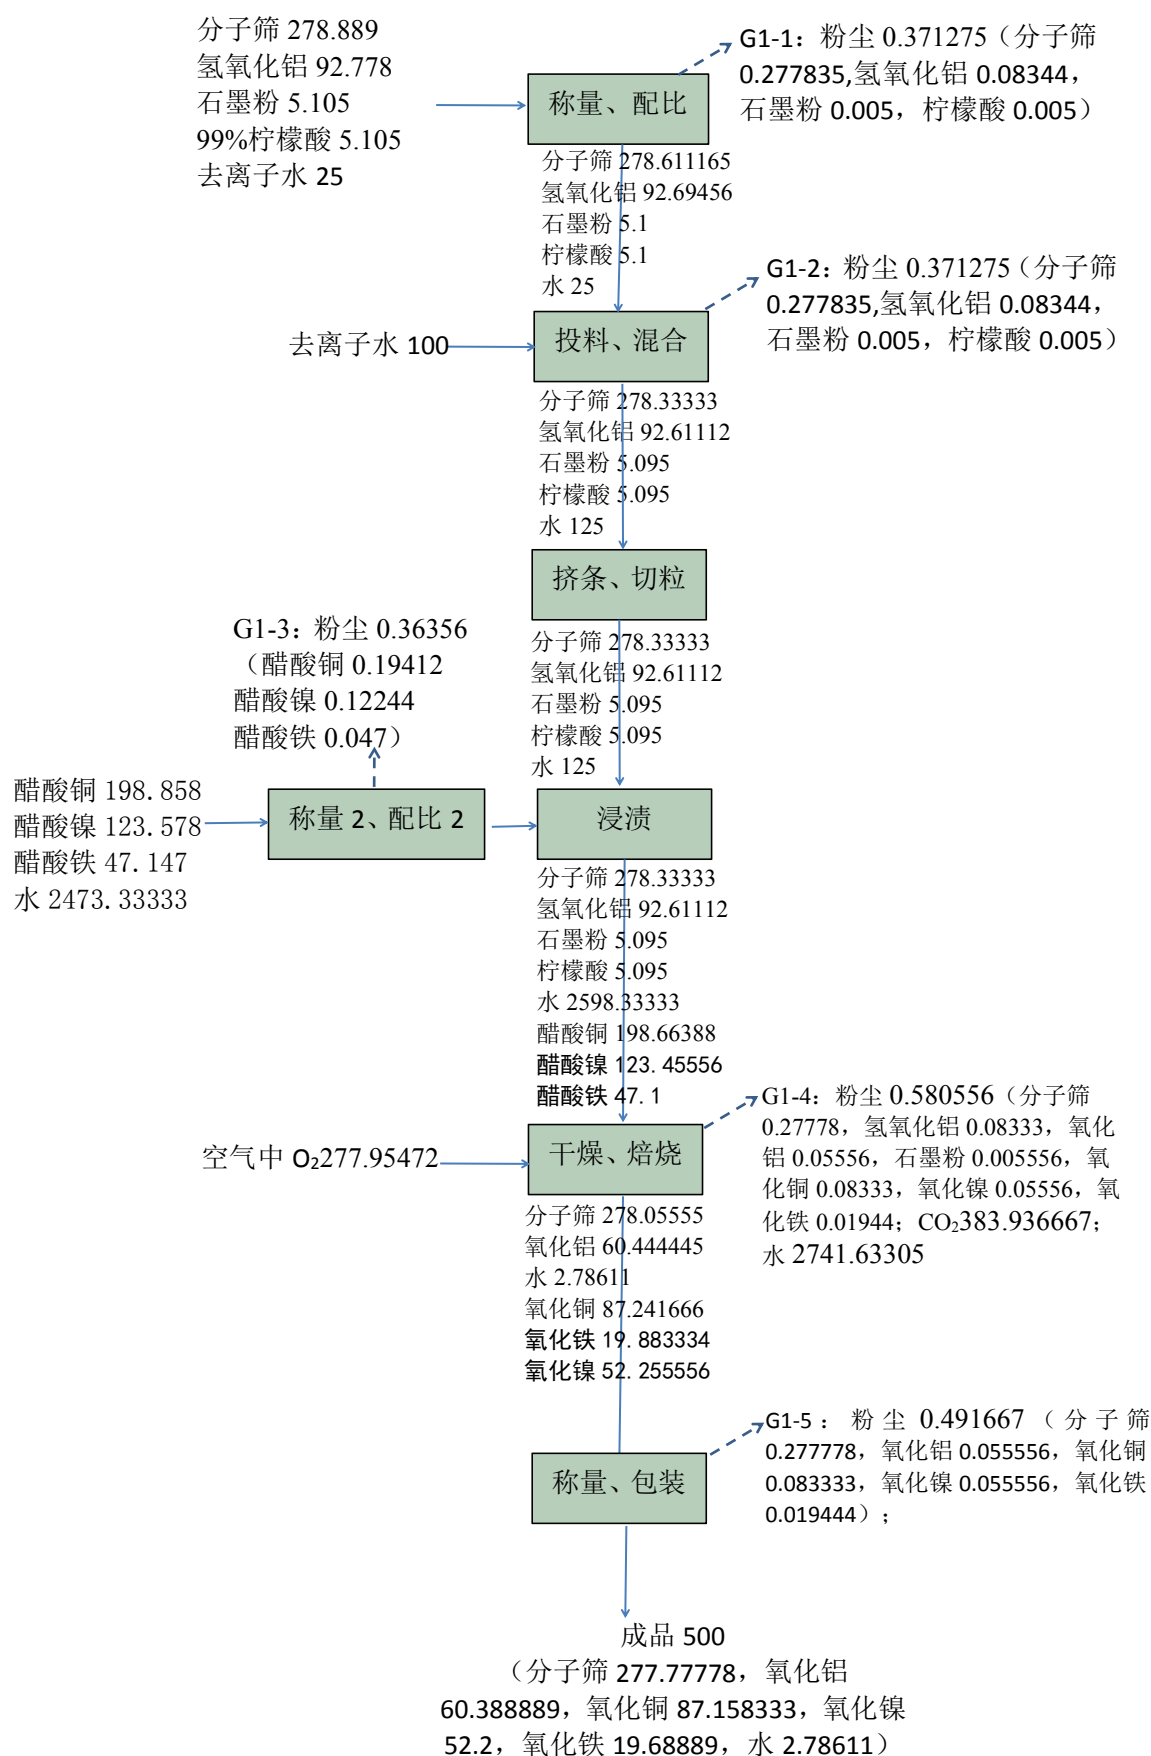 分子筛 278.889
氢氧化铝 92.778
石墨粉 5.105
99%柠檬酸 5.105
去离子水 25
G1-1：粉尘 0.371275（分子筛
0.277835,氢氧化铝 0.08344，
石墨粉 0.005，柠檬酸 0.005）
称量、配比
分子筛 278.611165
氢氧化铝 92.69456
石墨粉 5.1
柠檬酸 5.1
水 25
G1-2：粉尘 0.371275（分子筛
0.277835,氢氧化铝 0.08344，
石墨粉 0.005，柠檬酸 0.005）
去离子水 100
投料、混合
分子筛 278.33333
氢氧化铝 92.61112
石墨粉 5.095
柠檬酸 5.095
水 125
挤条、切粒
G1-3：粉尘 0.36356
（醋酸铜 0.19412
醋酸镍 0.12244
醋酸铁 0.047）
分子筛 278.33333
氢氧化铝 92.61112
石墨粉 5.095
柠檬酸 5.095
水 125
醋酸铜 198.858
醋酸镍 123.578
醋酸铁 47.147
水 2473.33333
称量 2、配比 2
浸渍
分子筛 278.33333
氢氧化铝 92.61112
石墨粉 5.095
柠檬酸 5.095
水 2598.33333
醋酸铜 198.66388
醋酸镍 123.45556
醋酸铁 47.1
空气中 O₂277.95472
干燥、焙烧
G1-4：粉尘 0.580556（分子筛
0.27778，氢氧化铝 0.08333，氧化
铝 0.05556，石墨粉 0.005556，氧
化铜 0.08333，氧化镍 0.05556，氧
化铁 0.01944；CO₂383.936667；
水 2741.63305
分子筛 278.05555
氧化铝 60.444445
水 2.78611
氧化铜 87.241666
氧化铁 19.883334
氧化镍 52.255556
G1-5 ： 粉 尘 0.491667 （ 分 子 筛
0.277778，氧化铝 0.055556，氧化铜
0.083333，氧化镍 0.055556，氧化铁
0.019444）；
称量、包装
成品 500
（分子筛 277.77778，氧化铝
60.388889，氧化铜 87.158333，氧化镍
52.2，氧化铁 19.68889，水 2.78611）